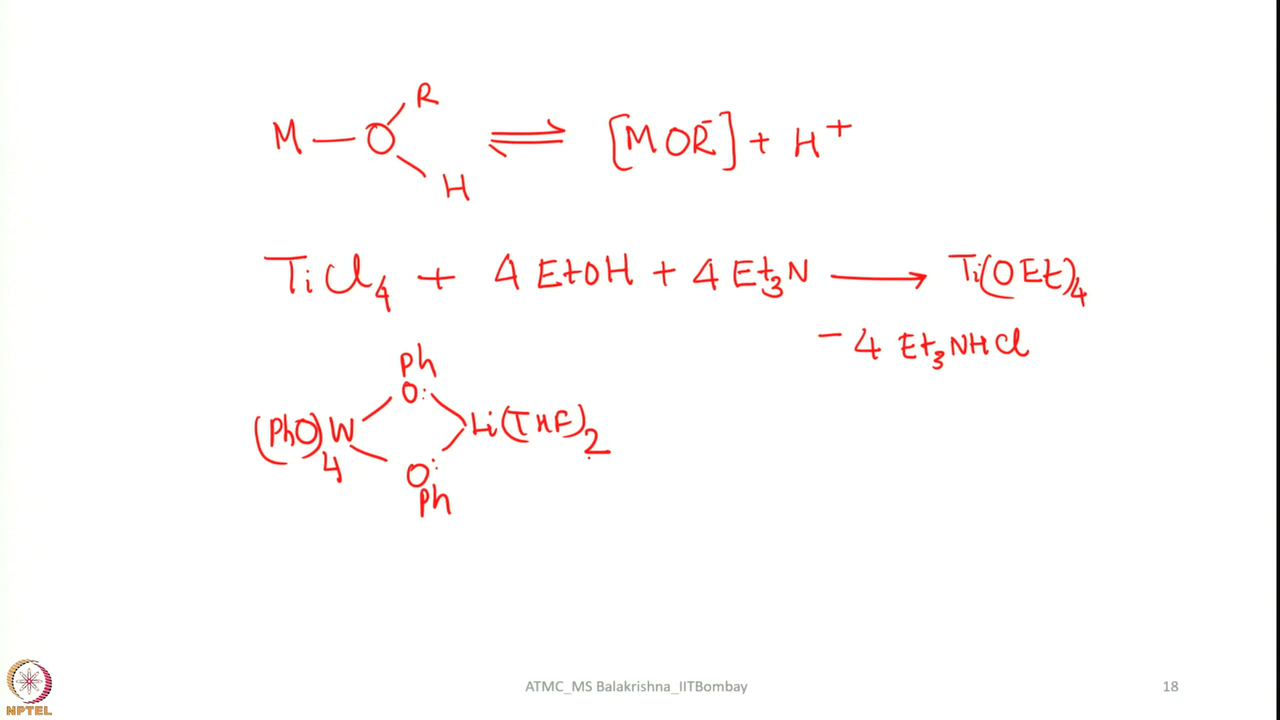 R
M — O ⇌ [MOR⁻] + H⁺
H
TiCl₄ + 4 EtOH + 4 Et₃N ⟶ Ti(OEt)₄
− 4 Et₃NHCl
Ph
O:
(PhO)₄W Li(THF)₂
O:
Ph
NPTEL
ATMC_MS Balakrishna_IITBombay
18